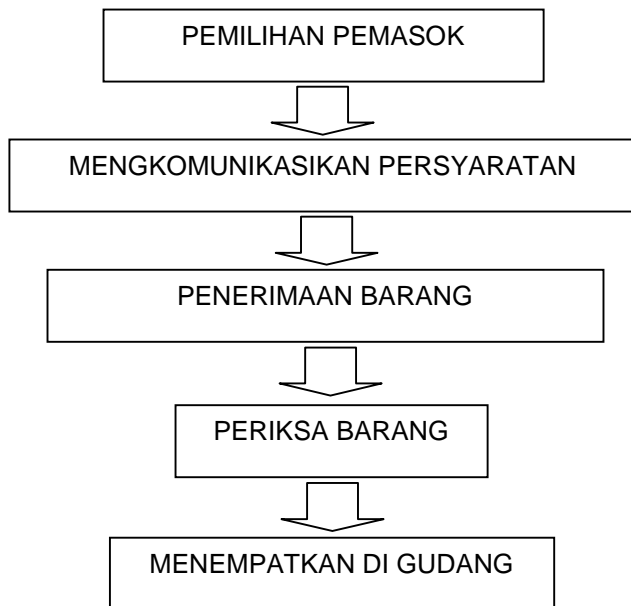 PEMILIHAN PEMASOK
MENGKOMUNIKASIKAN PERSYARATAN
PENERIMAAN BARANG
PERIKSA BARANG
MENEMPATKAN DI GUDANG